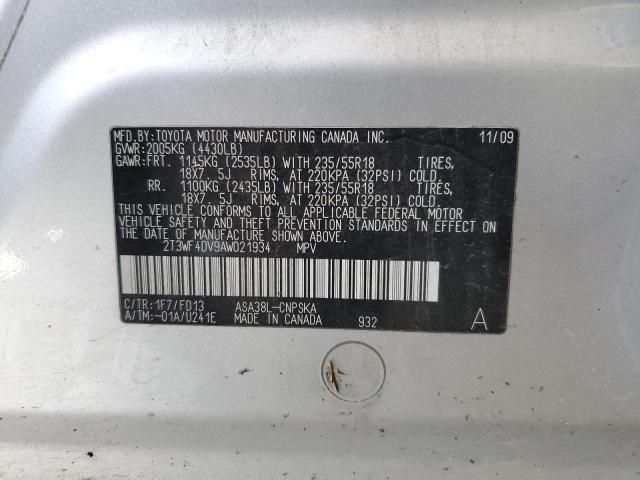 MFD.BY:TOYOTA MOTOR MANUFACTURING CANADA INC. 11/09
GVWR:2005KG (4430LB)
GAWR:FRT. 1145KG (2535LB) WITH 235/55R18 TIRES,
18X7. 5J RIMS, AT 220KPA (32PSI) COLD.
RR. 1100KG (2435LB) WITH 235/55R18 TIRES,
18X7. 5J RIMS, AT 220KPA (32PSI) COLD.
THIS VEHICLE CONFORMS TO ALL APPLICABLE FEDERAL MOTOR
VEHICLE SAFETY AND THEFT PREVENTION STANDARDS IN EFFECT
ON THE DATE OF MANUFACTURE SHOWN ABOVE.
2T3WF4DV9AW021934 MPV
C/TR:1F7/FD13 ASA38L-CNPSKA
A/TM:-01A/U241E MADE IN CANADA 932 A